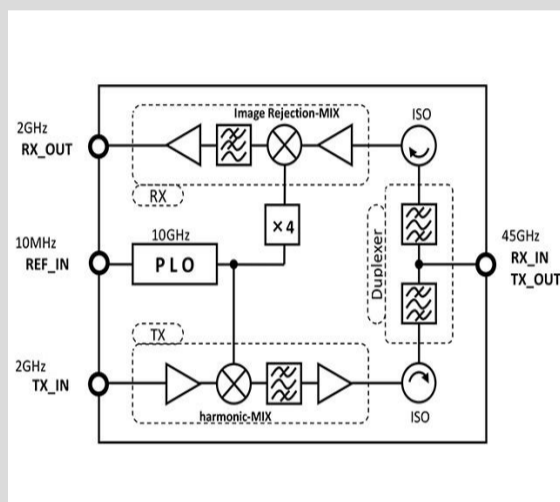 Image Rejection-MIX
ISO
2GHz
RX_OUT
RX
×4
10MHz
REF_IN
10GHz
PLO
Duplexer
45GHz
RX_IN
TX_OUT
TX
2GHz
TX_IN
harmonic-MIX
ISO